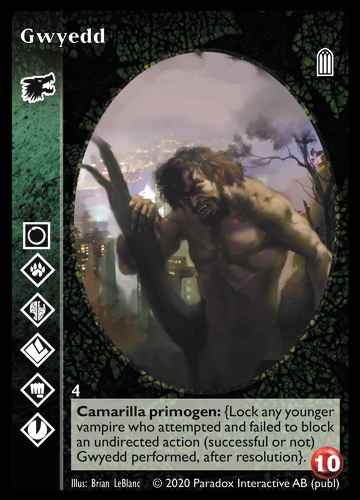 Gwyedd
4
Camarilla primogen: {Lock any younger
vampire who attempted and failed to block
an undirected action (successful or not)
Gwyedd performed, after resolution}.
10
Illus: Brian LeBlanc © 2020 Paradox Interactive AB (publ)